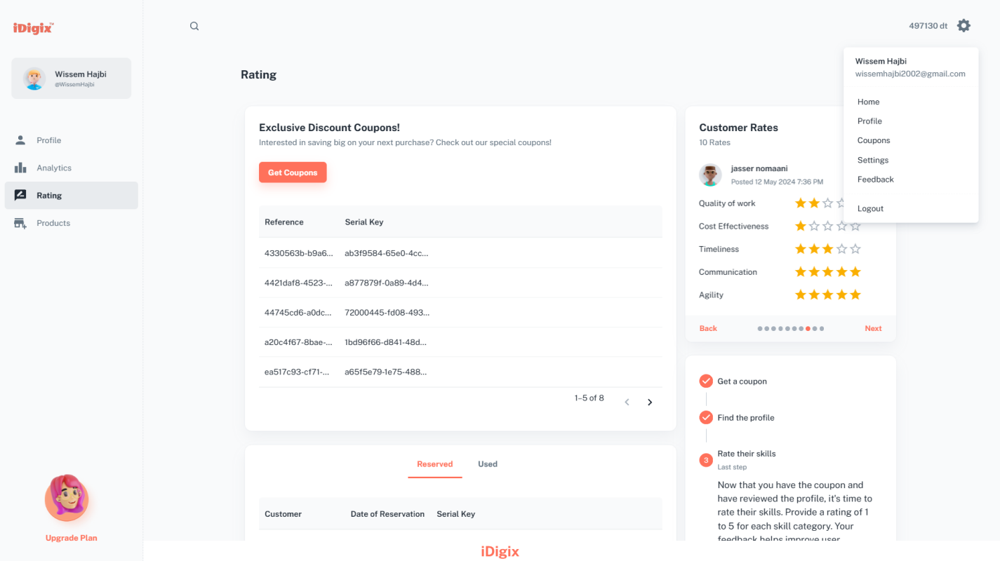 iDigix™
Wissem Hajbi
@WissemHajbi
Profile
Analytics
Rating
Products
Upgrade Plan
497130 dt
Wissem Hajbi
wissemhajbi2002@gmail.com
Home
Profile
Coupons
Settings
Feedback
Logout
Rating
Exclusive Discount Coupons!
Interested in saving big on your next purchase? Check out our special coupons!
Get Coupons
Reference Serial Key
4330563b-b9a6... ab3f9584-65e0-4cc...
4421daf8-4523-... a877879f-0a89-4d4...
44745cd6-a0dc... 72000445-fd08-493...
a20c4f67-8bae-... 1bd96f66-d841-48d...
ea517c93-cf71-... a65f5e79-1e75-488...
1–5 of 8
Reserved Used
Customer Date of Reservation Serial Key
Customer Rates
10 Rates
jasser nomaani
Posted 12 May 2024 7:36 PM
Quality of work
Cost Effectiveness
Timeliness
Communication
Agility
Back Next
Get a coupon
Find the profile
3 Rate their skills
Last step
Now that you have the coupon and
have reviewed the profile, it's time to
rate their skills. Provide a rating of 1
to 5 for each skill category. Your
feedback helps improve user
iDigix